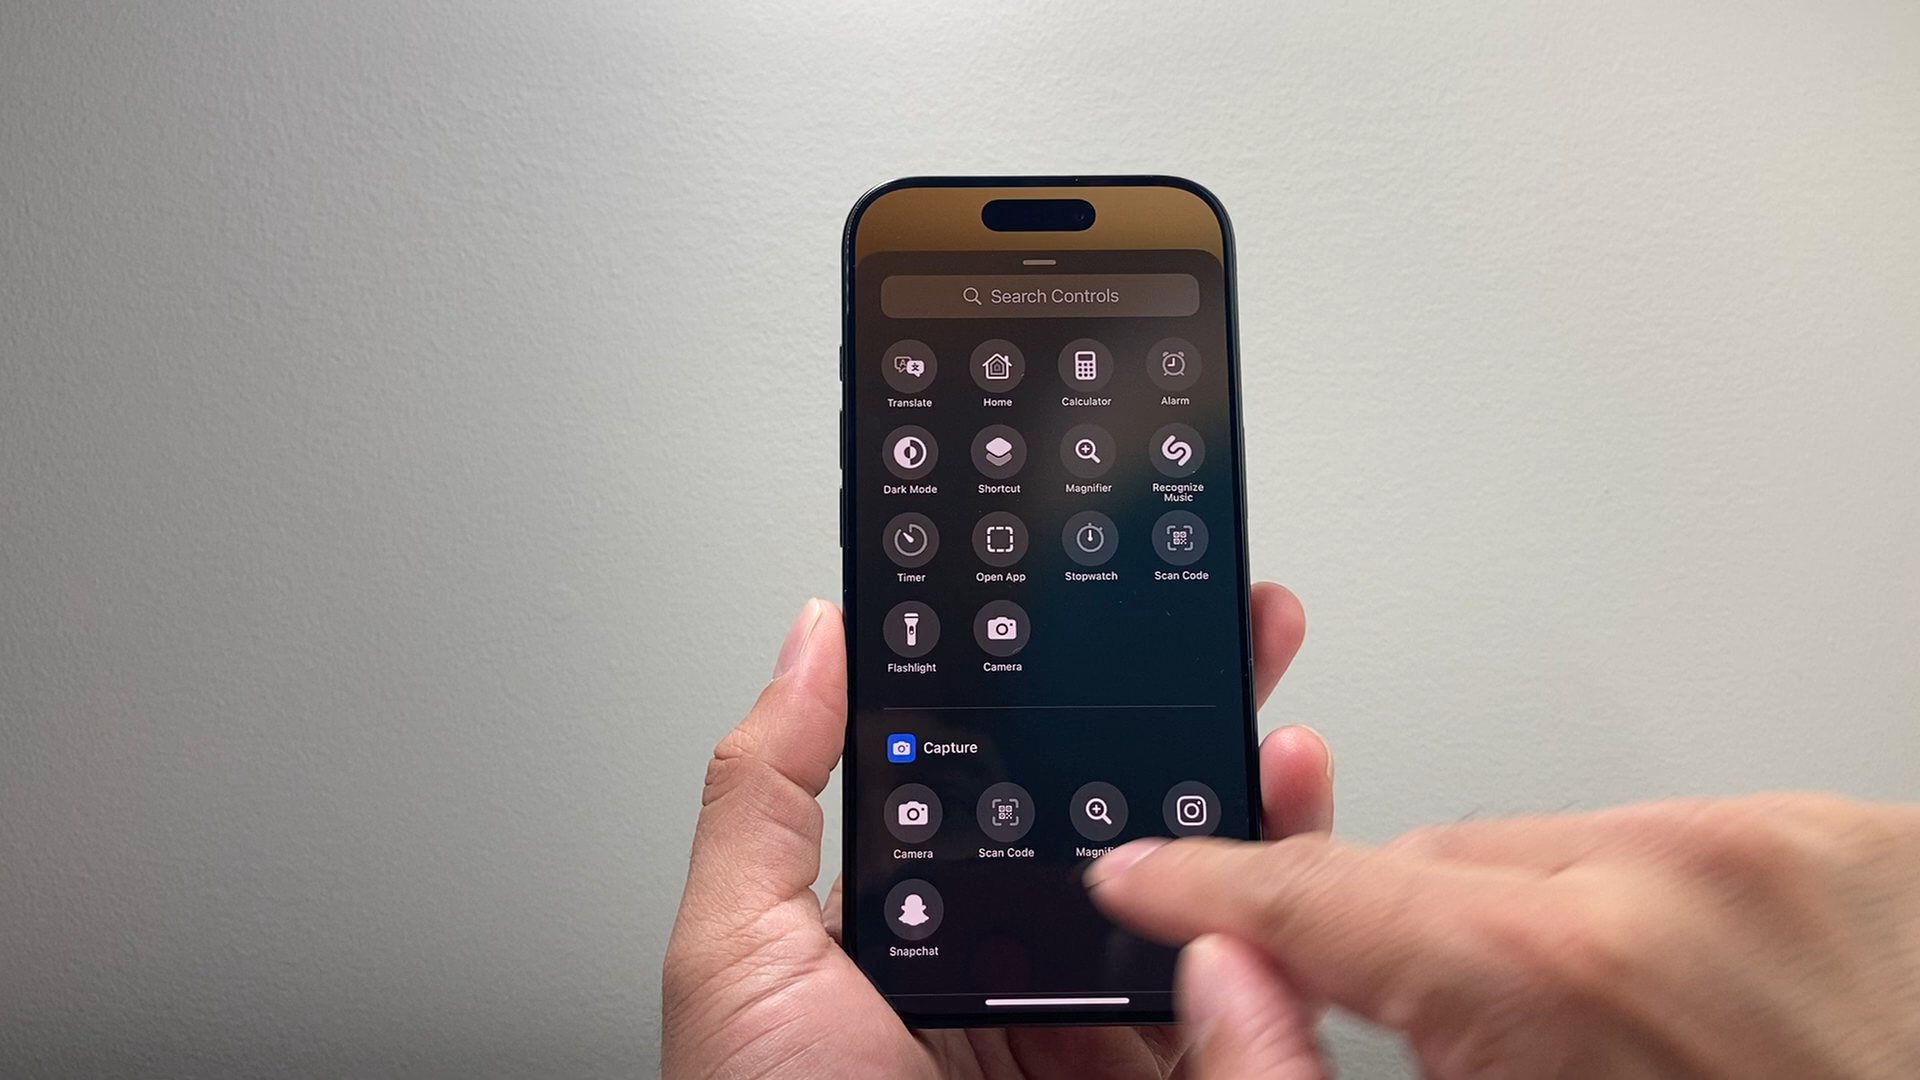 Search Controls
Translate Home Calculator Alarm
Dark Mode Shortcut Magnifier Recognize
Music
Timer Open App Stopwatch Scan Code
Flashlight Camera
Capture
Camera Scan Code
Snapchat